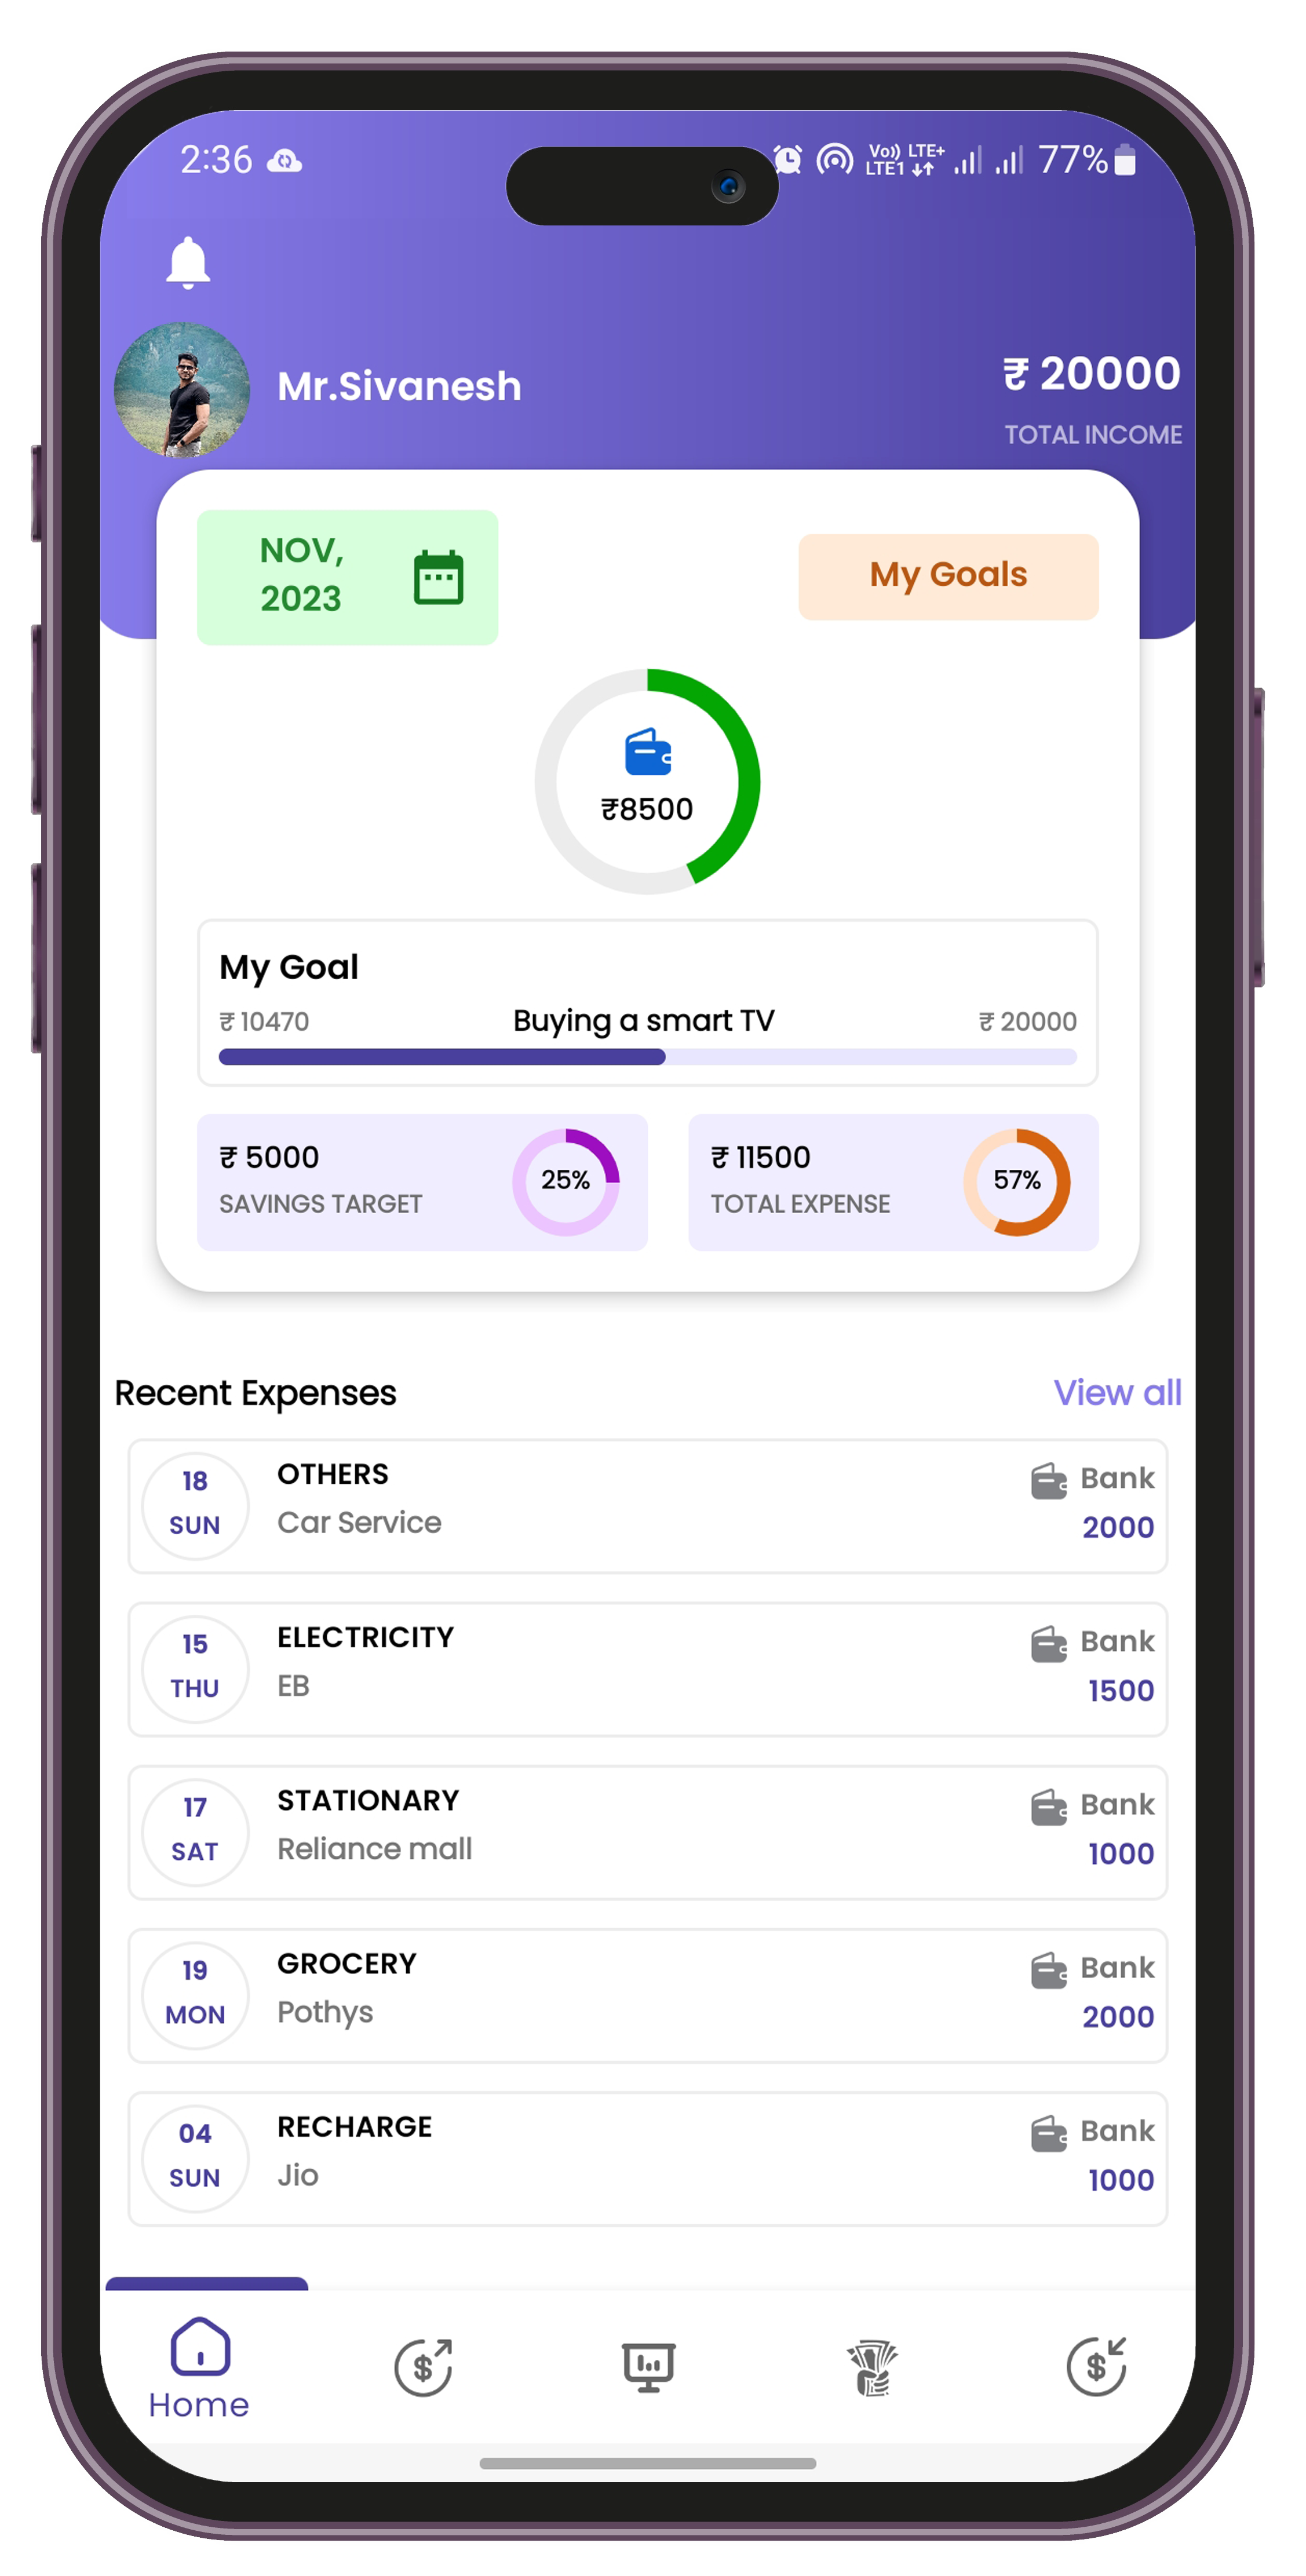 2:36 Vo)) LTE+ LTE1 77%
Mr.Sivanesh
₹ 20000
TOTAL INCOME
NOV,
2023
My Goals
₹8500
My Goal
₹ 10470 Buying a smart TV ₹ 20000
₹ 5000
SAVINGS TARGET
25%
₹ 11500
TOTAL EXPENSE
57%
Recent Expenses View all
18 OTHERS Bank
SUN Car Service 2000
15 ELECTRICITY Bank
THU EB 1500
17 STATIONARY Bank
SAT Reliance mall 1000
19 GROCERY Bank
MON Pothys 2000
04 RECHARGE Bank
SUN Jio 1000
$ $
Home